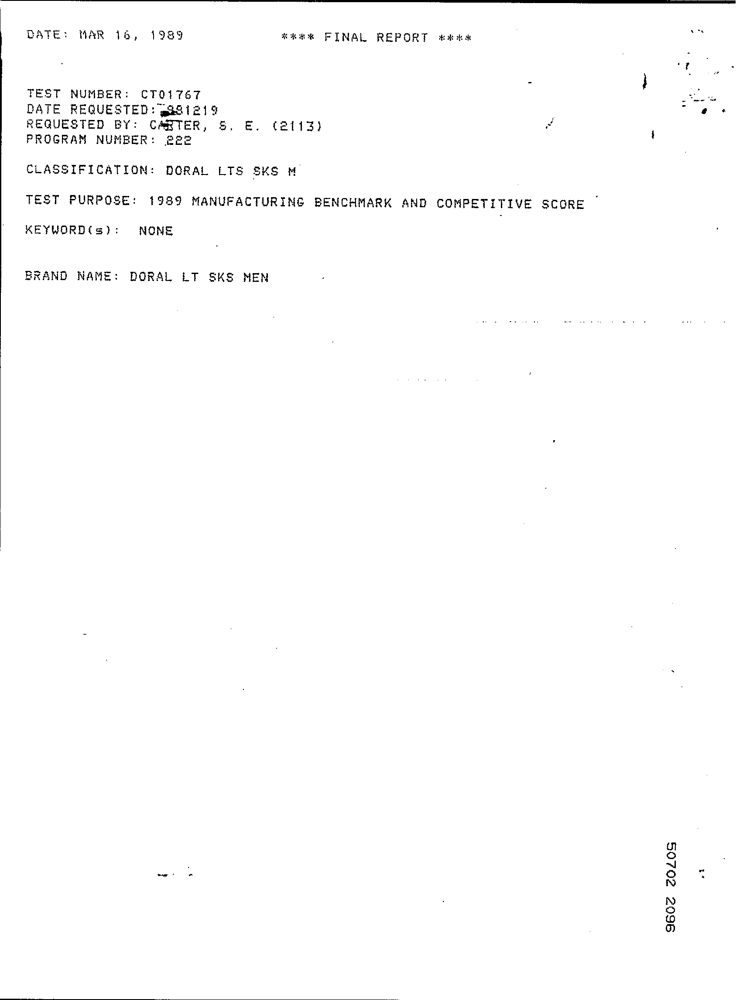 DATE: MAR 16, 1989 **** FINAL REPORT ****
TEST NUMBER: CT01767
DATE REQUESTED: 881219
REQUESTED BY: CARTER, S. E. (2113)
PROGRAM NUMBER: 222
CLASSIFICATION: DORAL LTS SKS M
TEST PURPOSE: 1989 MANUFACTURING BENCHMARK AND COMPETITIVE SCORE
KEYWORD(s): NONE
BRAND NAME: DORAL LT SKS MEN
50702 2096